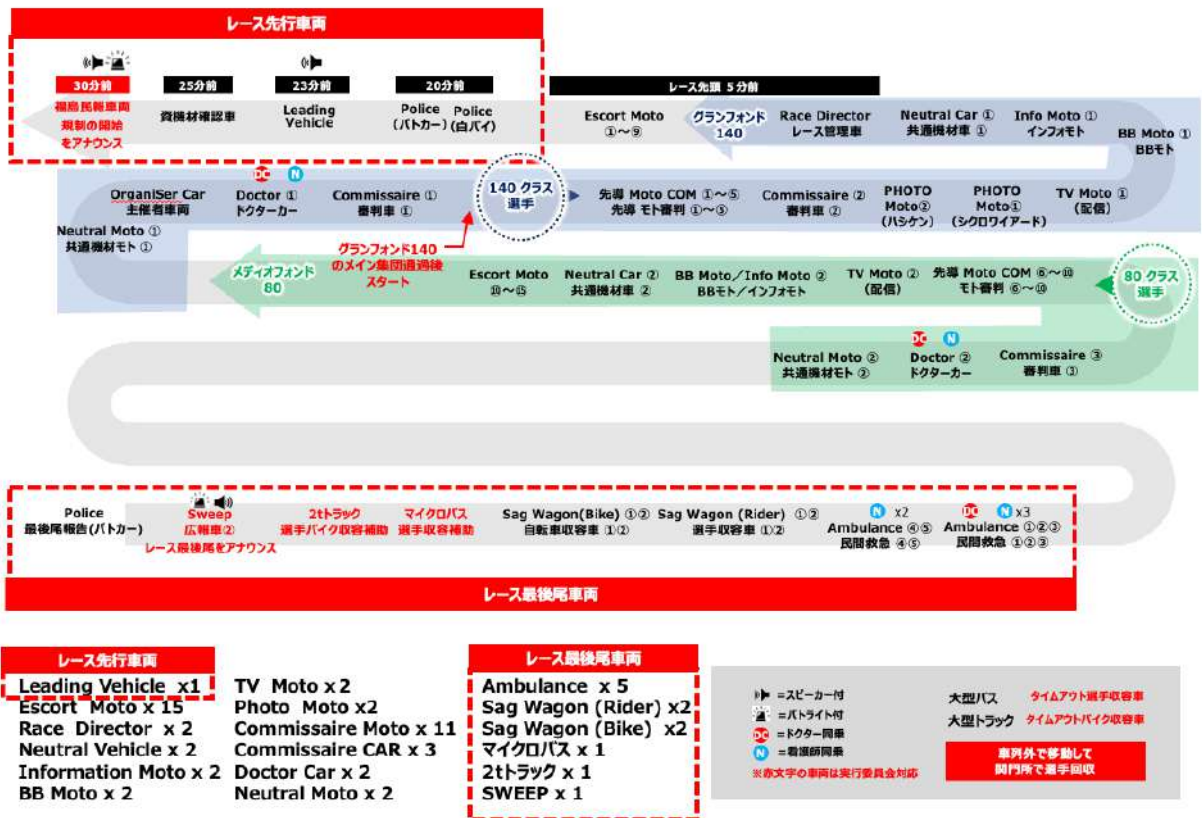 レース先行車両
30分前
25分前
23分前
20分前
レース先頭 5分前
福島民報車両
規制の開始
をアナウンス
資機材確認車
Leading
Vehicle
Police
(パトカー)
Police
(白バイ)
Escort Moto
①~⑨
グランフォンド
140
Race Director
レース管理車
Neutral Car ①
共通機材車 ①
Info Moto ①
インフォモト
BB Moto ①
BBモト
DC N
OrganiSer Car
主催者車両
Doctor ①
ドクターカー
Commissaire ①
審判車 ①
140 クラス
選手
先導 Moto COM ①~⑤
先導 モト審判 ①~⑤
Commissaire ②
審判車 ②
PHOTO
Moto②
(ハシケン)
PHOTO
Moto①
(シクロワイアード)
TV Moto ①
(配信)
Neutral Moto ①
共通機材モト ①
グランフォンド140
のメイン集団通過後
スタート
メディオフォンド
80
Escort Moto
⑩~⑮
Neutral Car ②
共通機材車 ②
BB Moto/Info Moto ②
BBモト/インフォモト
TV Moto ②
(配信)
先導 Moto COM ⑥~⑩
モト審判 ⑥~⑩
80 クラス
選手
DC N
Neutral Moto ②
共通機材モト ②
Doctor ②
ドクターカー
Commissaire ③
審判車 ①
Police
最後尾報告(パトカー)
Sweep
広報車②
レース最後尾をアナウンス
2tトラック
選手バイク収容補助
マイクロバス
選手収容補助
Sag Wagon(Bike) ①②
自転車収容車 ①②
Sag Wagon (Rider) ①②
選手収容車 ①②
N x2
Ambulance ④⑤
民間救急 ④⑤
DC N x3
Ambulance ①②③
民間救急 ①②③
レース最後尾車両
レース先行車両
Leading Vehicle x1
Escort Moto x 15
Race Director x 2
Neutral Vehicle x 2
Information Moto x 2
BB Moto x 2
TV Moto x 2
Photo Moto x2
Commissaire Moto x 11
Commissaire CAR x 3
Doctor Car x 2
Neutral Moto x 2
レース最後尾車両
Ambulance x 5
Sag Wagon (Rider) x2
Sag Wagon (Bike) x2
マイクロバス x 1
2tトラック x 1
SWEEP x 1
=スピーカー付
=パトライト付
DC =ドクター同乗
N =看護師同乗
※赤文字の車両は実行委員会対応
大型バス タイムアウト選手収容車
大型トラック タイムアウトバイク収容車
車列外で移動して
関門所で選手回収